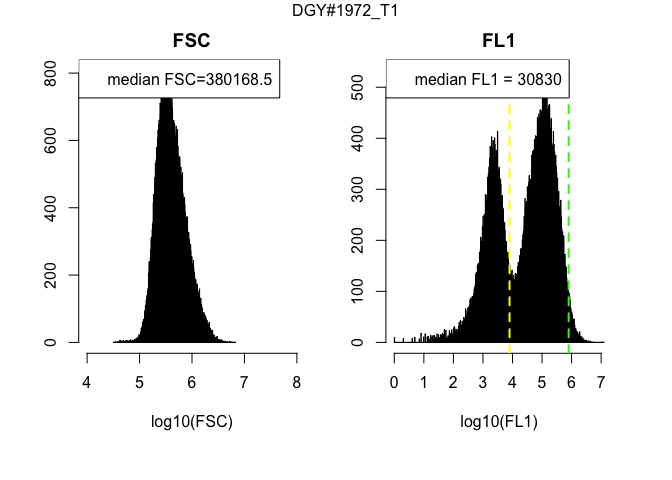 DGY#1972_T1
FSC
median FSC=380168.5
800
600
400
200
0
4 5 6 7 8
log10(FSC)
FL1
median FL1 = 30830
500
400
300
200
100
0
0 1 2 3 4 5 6 7
log10(FL1)